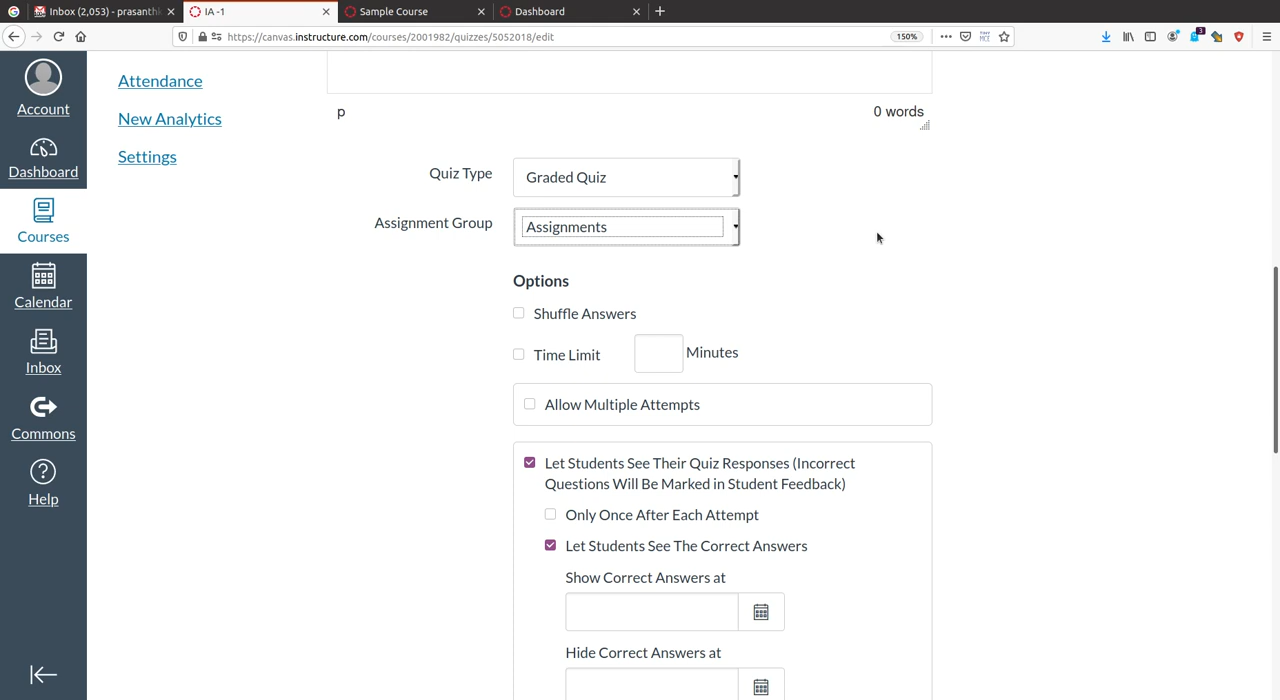 Inbox (2,053) - prasanthk
IA -1
Sample Course
Dashboard
https://canvas.instructure.com/courses/2001982/quizzes/5052018/edit
150%
3
Account
Dashboard
Courses
Calendar
Inbox
Commons
Help
Attendance
New Analytics
Settings
p
0 words
Quiz Type
Graded Quiz
Assignment Group
Assignments
Options
Shuffle Answers
Time Limit
Minutes
Allow Multiple Attempts
Let Students See Their Quiz Responses (Incorrect
Questions Will Be Marked in Student Feedback)
Only Once After Each Attempt
Let Students See The Correct Answers
Show Correct Answers at
Hide Correct Answers at